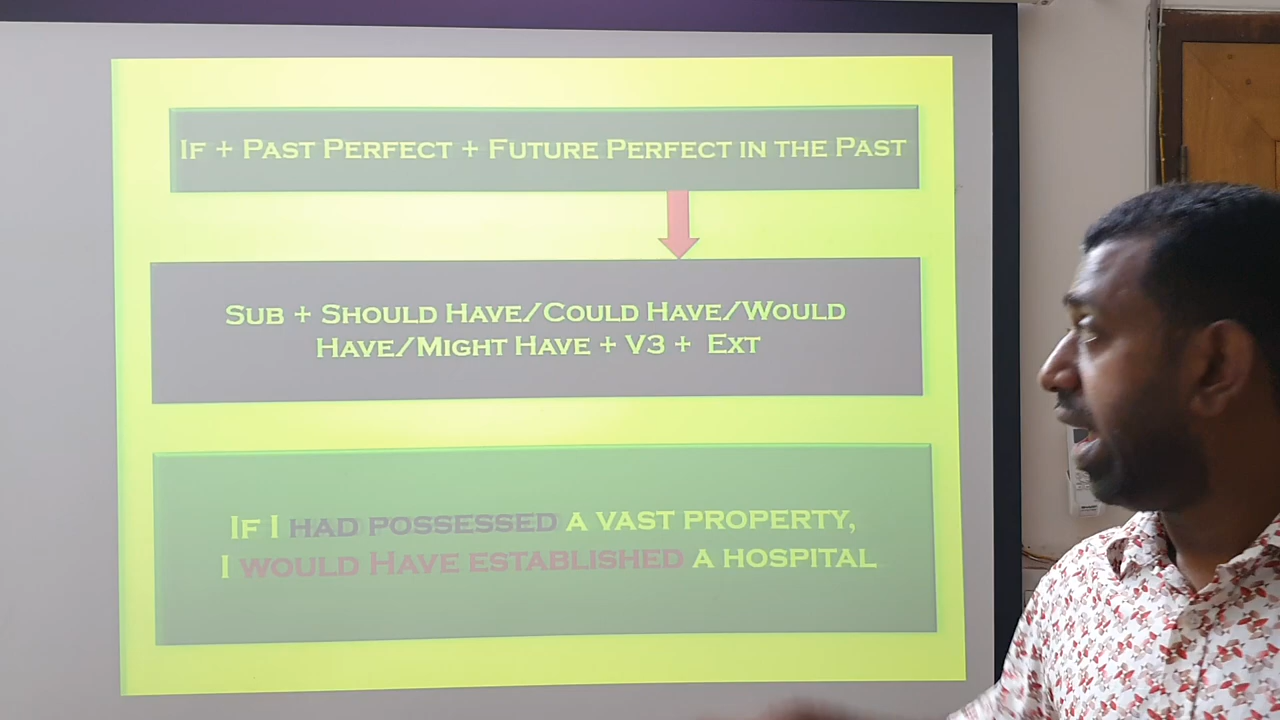 If + Past Perfect + Future Perfect in the Past
Sub + Should Have/Could Have/Would
Have/Might Have + V3 + Ext
If I had possessed a vast property,
I would Have established a hospital